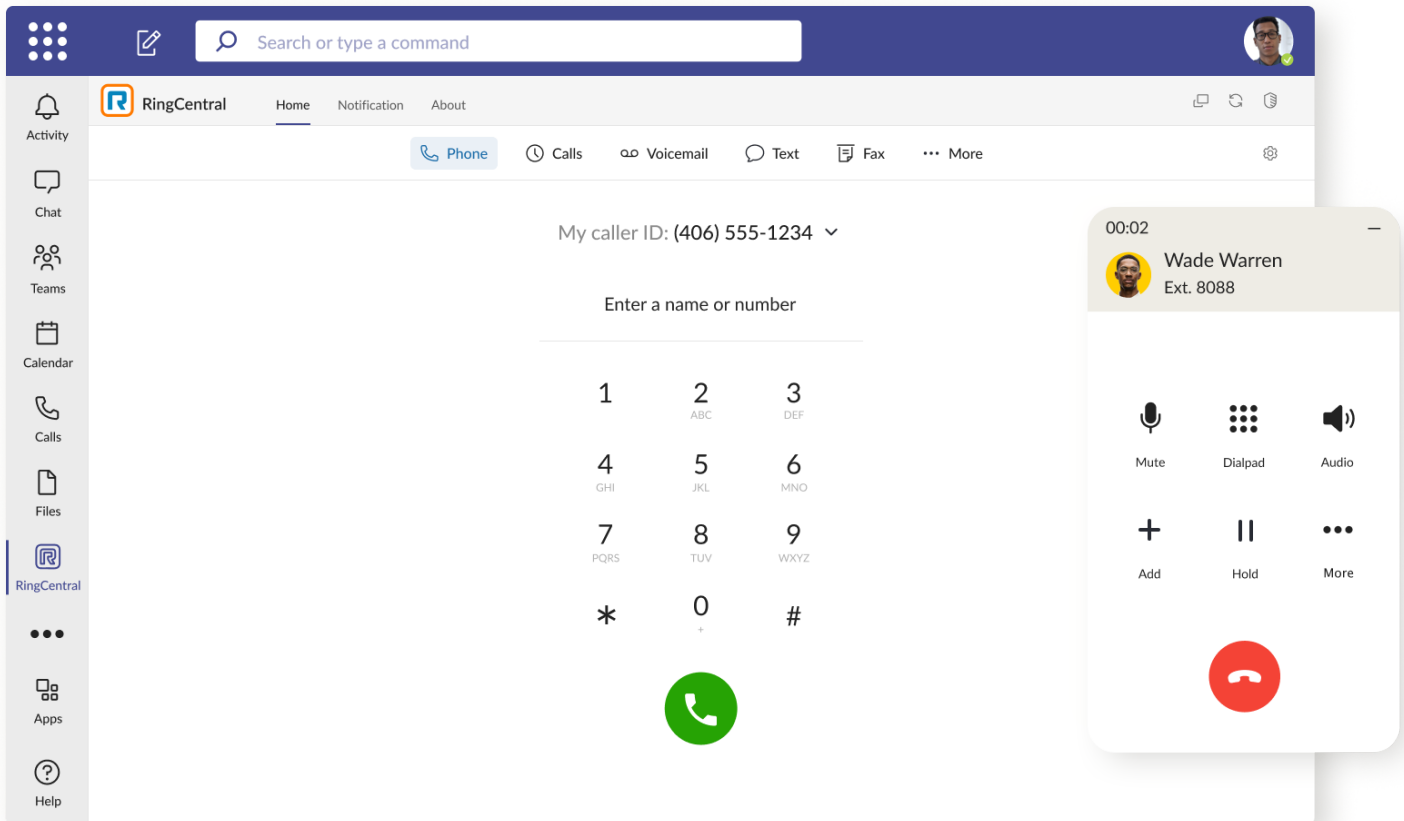 Search or type a command
Activity
Chat
Teams
Calendar
Calls
Files
RingCentral
Apps
Help
R RingCentral Home Notification About
Phone Calls Voicemail Text Fax More
My caller ID: (406) 555-1234
Enter a name or number
1 2 3
ABC DEF
4 5 6
GHI JKL MNO
7 8 9
PQRS TUV WXYZ
* 0 #
+
00:02
Wade Warren
Ext. 8088
Mute Dialpad Audio
Add Hold More